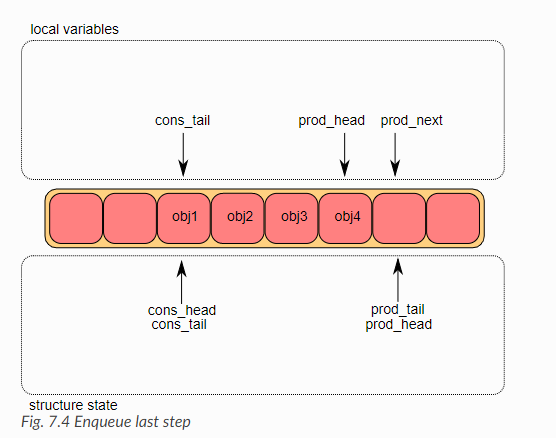 local variables
cons_tail prod_head prod_next
obj1 obj2 obj3 obj4
cons_head prod_tail
cons_tail prod_head
structure state
Fig. 7.4 Enqueue last step